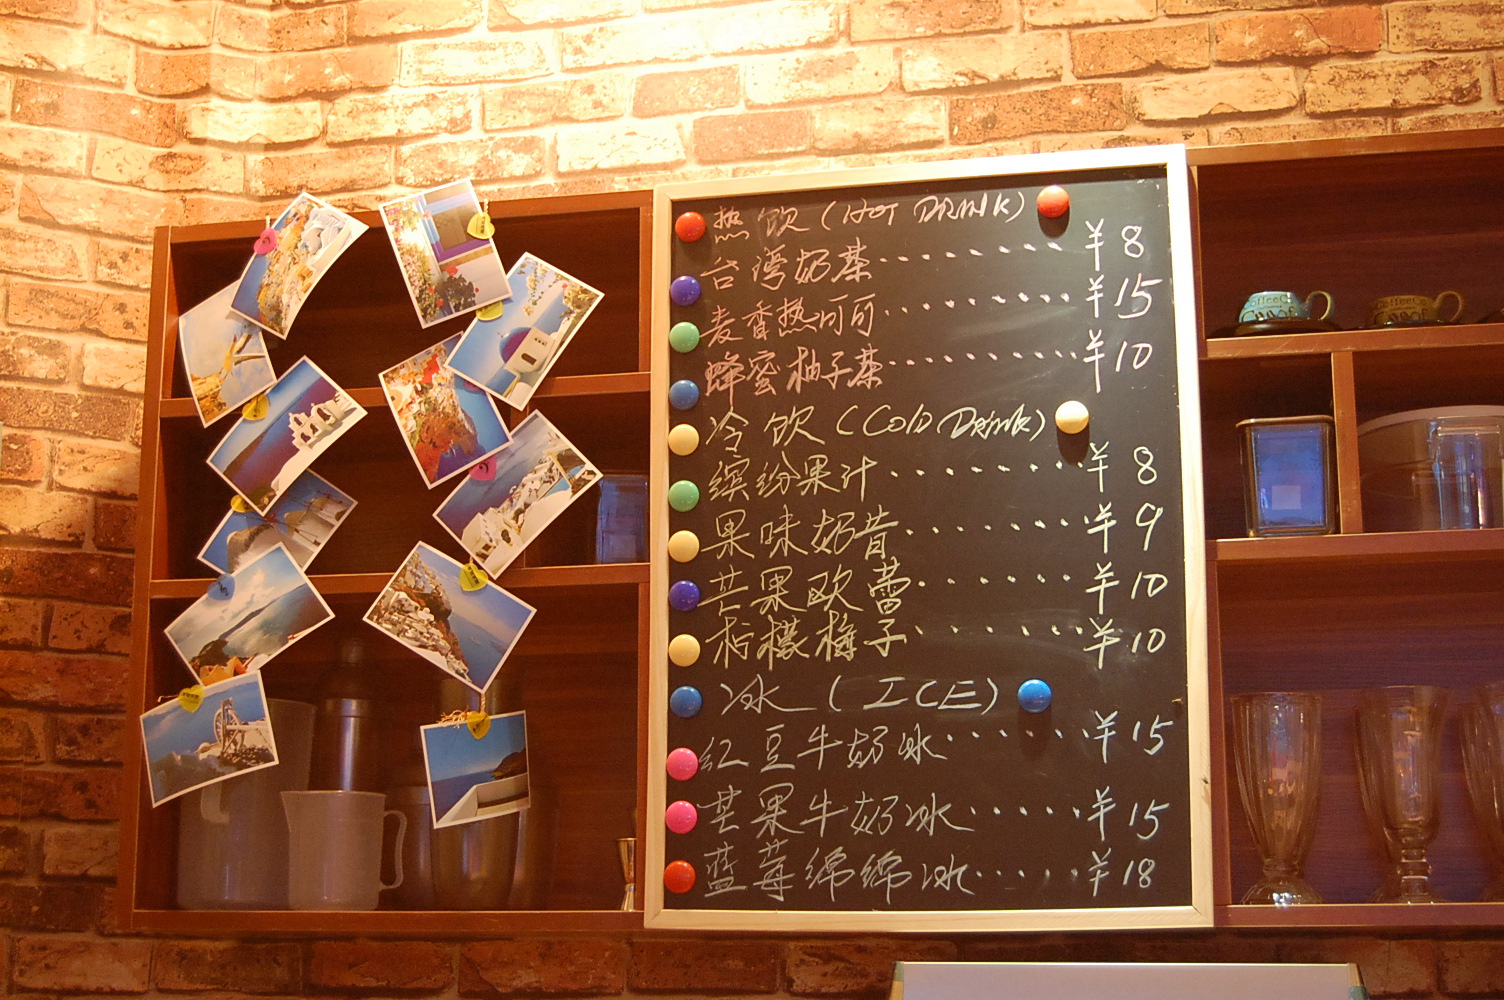 热饮(HOT DRINK)
台湾奶茶·········¥8
麦香热可可·········¥15
蜂蜜柚子茶·········¥10
冷饮(Cold Drink)
缤纷果汁·········¥8
果味奶昔·········¥9
芒果欧蕾·········¥10
柠檬梅子·········¥10
冰(ICE)
红豆牛奶冰·········¥15
芒果牛奶冰·········¥15
蓝莓绵绵冰·········¥18
CoffeeCo
CoffeeCo